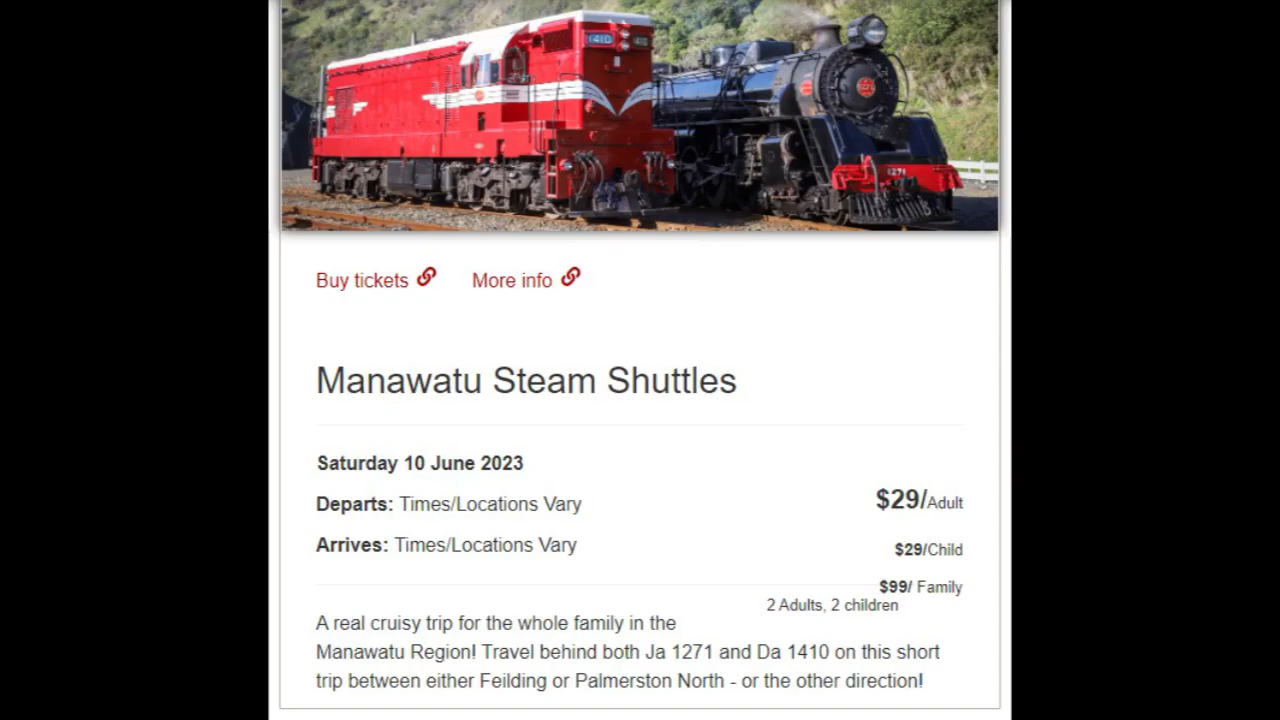 1410
1271
Buy tickets More info
Manawatu Steam Shuttles
Saturday 10 June 2023
Departs: Times/Locations Vary
$29/Adult
Arrives: Times/Locations Vary
$29/Child
$99/ Family
2 Adults, 2 children
A real cruisy trip for the whole family in the
Manawatu Region! Travel behind both Ja 1271 and Da 1410 on this short
trip between either Feilding or Palmerston North - or the other direction!